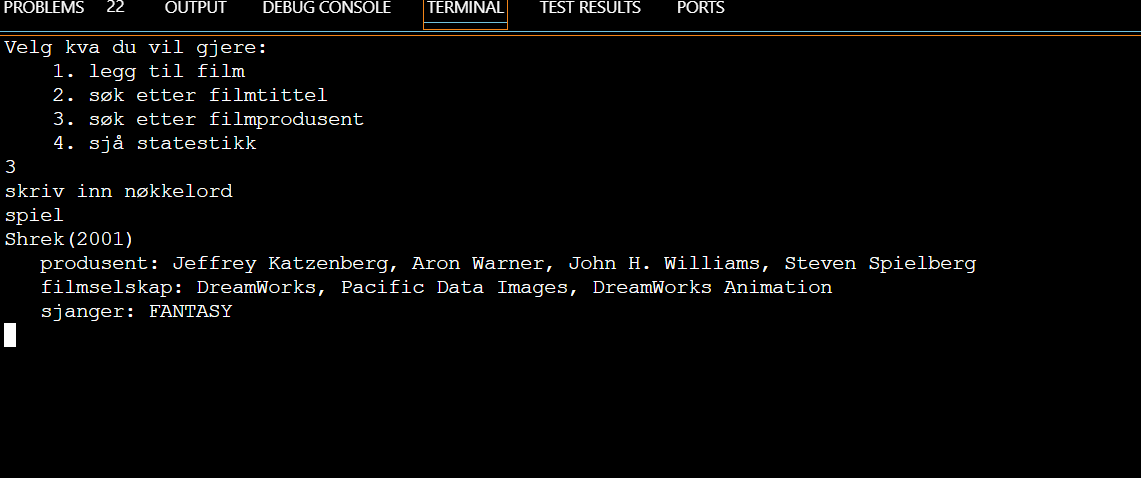 PROBLEMS 22 OUTPUT DEBUG CONSOLE TERMINAL TEST RESULTS PORTS
Velg kva du vil gjere:
1. legg til film
2. søk etter filmtittel
3. søk etter filmprodusent
4. sjå statestikk
3
skriv inn nøkkelord
spiel
Shrek(2001)
produsent: Jeffrey Katzenberg, Aron Warner, John H. Williams, Steven Spielberg
filmselskap: DreamWorks, Pacific Data Images, DreamWorks Animation
sjanger: FANTASY